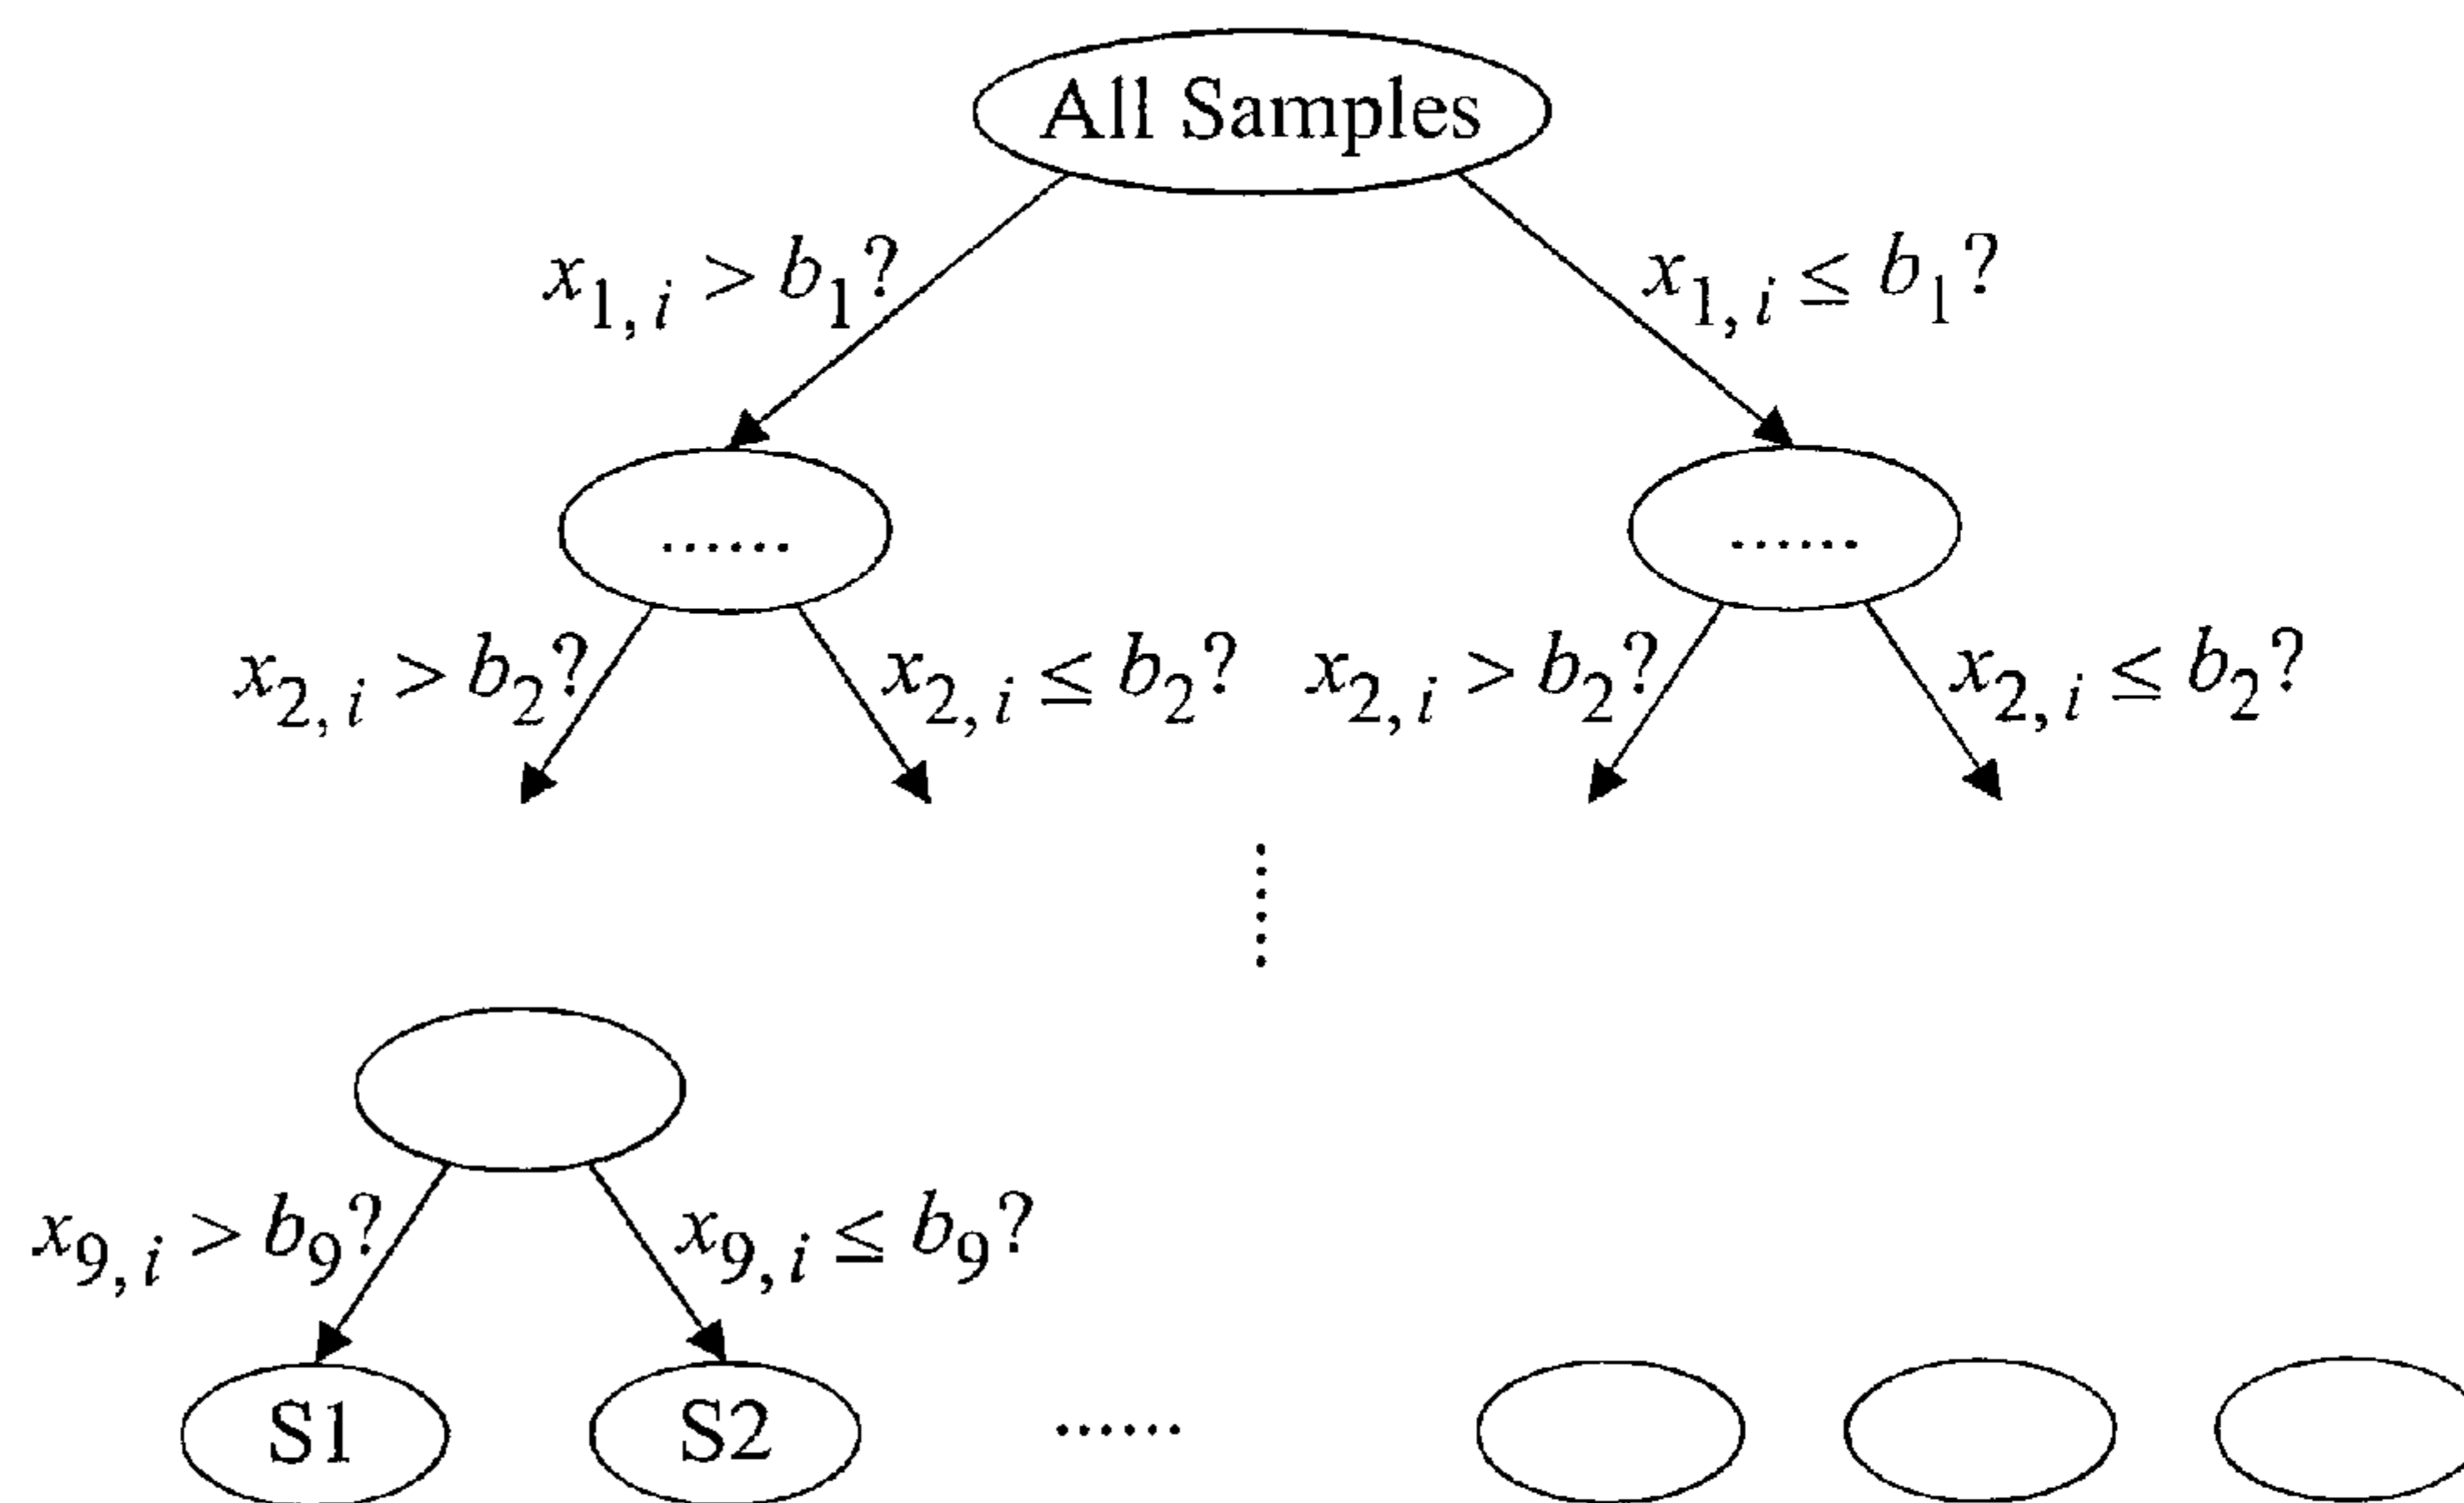 All Samples
x1, i > b1? x1, i ≤ b1?
...... ......
x2, i > b2? x2, i ≤ b2? x2, i > b2? x2, i ≤ b2?
......
x9, i > b9? x9, i ≤ b9?
S1 S2 ......